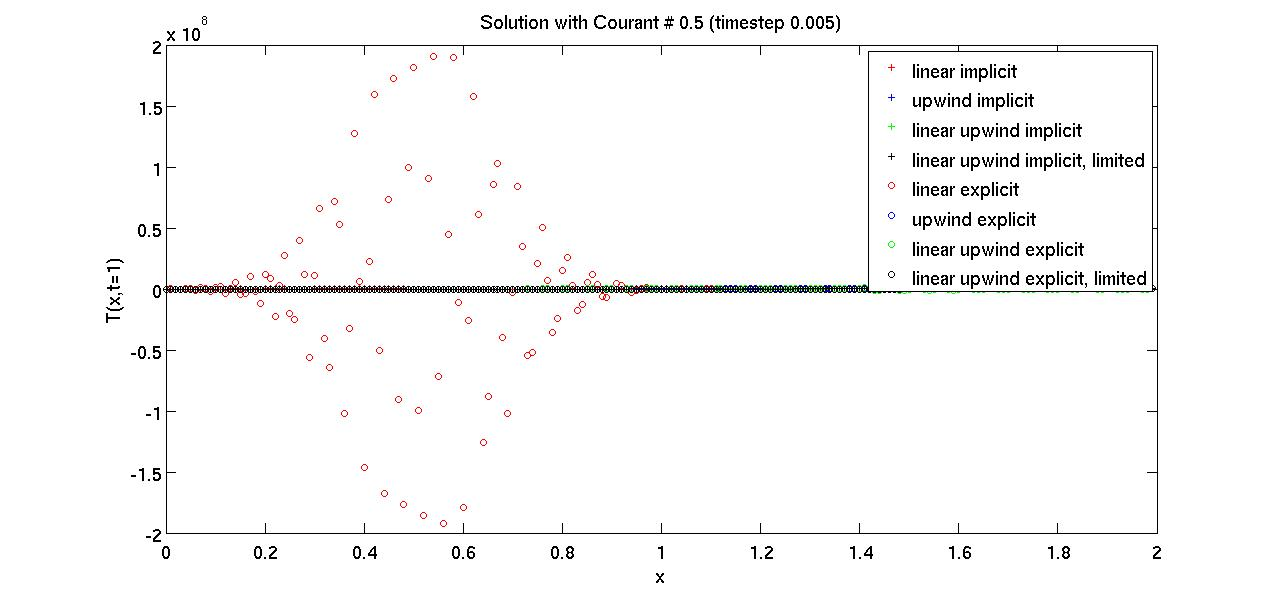 Solution with Courant # 0.5 (timestep 0.005)
x 10^8
2
1.5
1
0.5
0
-0.5
-1
-1.5
-2
T(x,t=1)
linear implicit
upwind implicit
linear upwind implicit
linear upwind implicit, limited
linear explicit
upwind explicit
linear upwind explicit
linear upwind explicit, limited
0 0.2 0.4 0.6 0.8 1 1.2 1.4 1.6 1.8 2
x